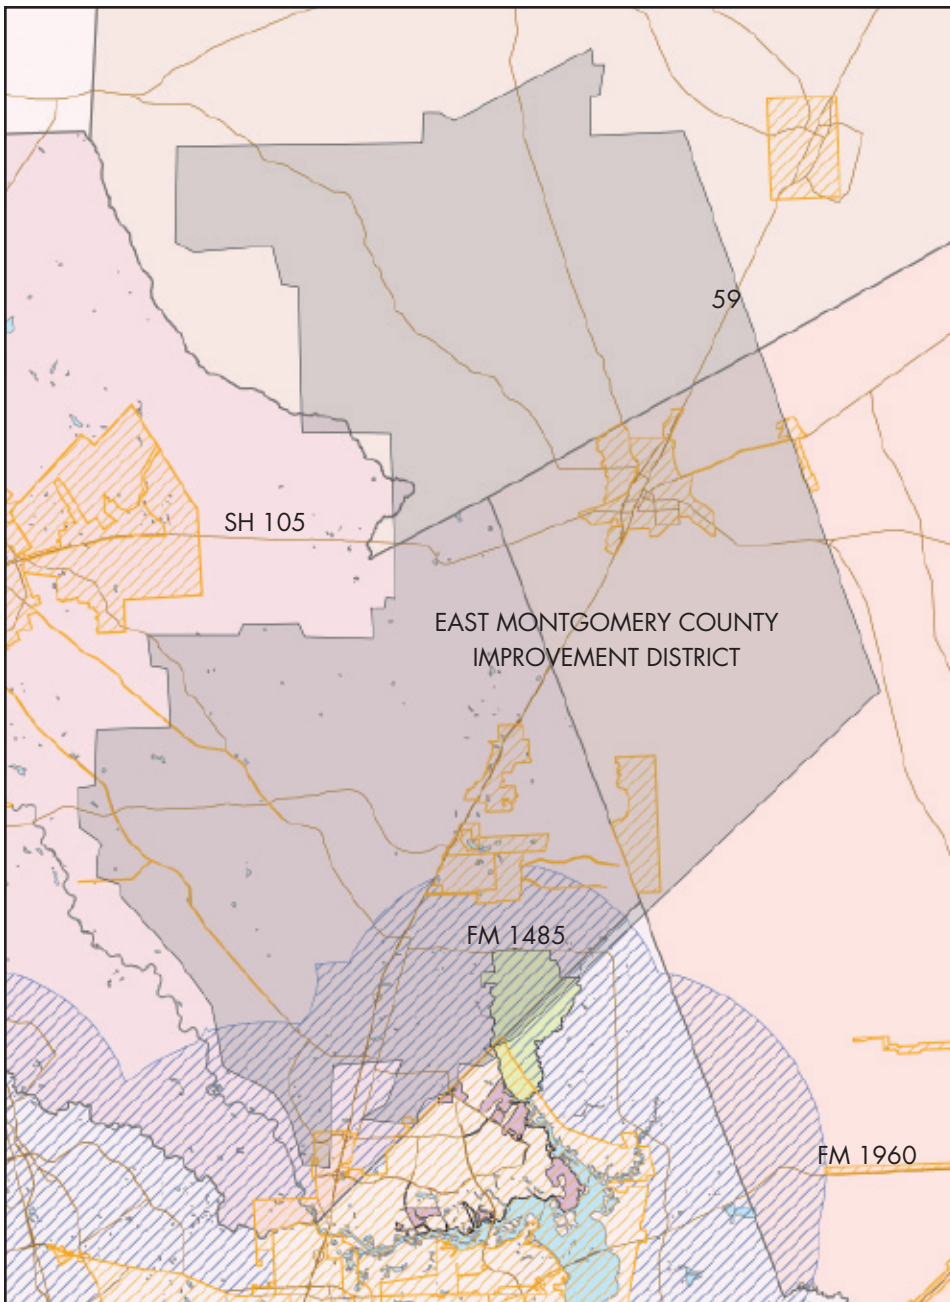 59
SH 105
EAST MONTGOMERY COUNTY
IMPROVEMENT DISTRICT
FM 1485
FM 1960